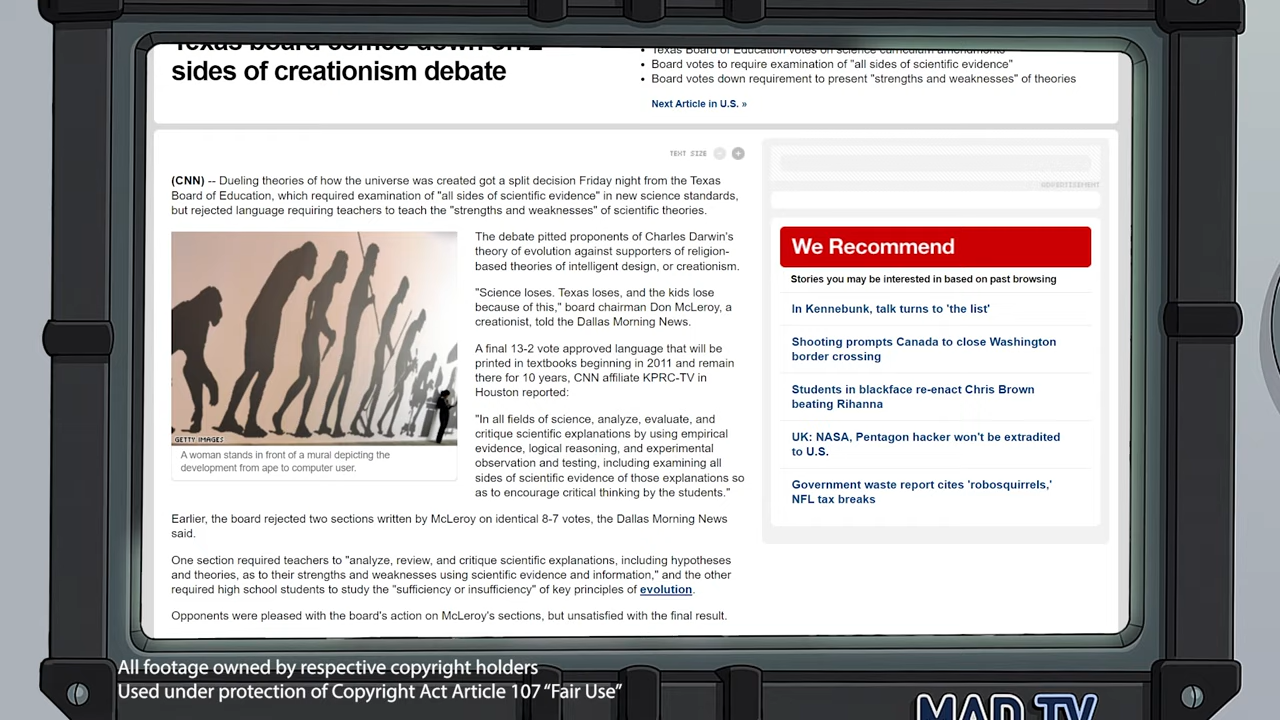 Texas board comes down on 2
sides of creationism debate
Texas Board of Education votes on science curriculum amendments
Board votes to require examination of "all sides of scientific evidence"
Board votes down requirement to present "strengths and weaknesses" of theories
Next Article in U.S. »
TEXT SIZE
(CNN) -- Dueling theories of how the universe was created got a split decision Friday night from the Texas
Board of Education, which required examination of "all sides of scientific evidence" in new science standards,
but rejected language requiring teachers to teach the "strengths and weaknesses" of scientific theories.
The debate pitted proponents of Charles Darwin's
theory of evolution against supporters of religion-
based theories of intelligent design, or creationism.
"Science loses. Texas loses, and the kids lose
because of this," board chairman Don McLeroy, a
creationist, told the Dallas Morning News.
A final 13-2 vote approved language that will be
printed in textbooks beginning in 2011 and remain
there for 10 years, CNN affiliate KPRC-TV in
Houston reported:
"In all fields of science, analyze, evaluate, and
critique scientific explanations by using empirical
evidence, logical reasoning, and experimental
observation and testing, including examining all
sides of scientific evidence of those explanations so
as to encourage critical thinking by the students."
GETTY IMAGES
A woman stands in front of a mural depicting the
development from ape to computer user.
Earlier, the board rejected two sections written by McLeroy on identical 8-7 votes, the Dallas Morning News
said.
One section required teachers to "analyze, review, and critique scientific explanations, including hypotheses
and theories, as to their strengths and weaknesses using scientific evidence and information," and the other
required high school students to study the "sufficiency or insufficiency" of key principles of evolution.
Opponents were pleased with the board's action on McLeroy's sections, but unsatisfied with the final result.
ADVERTISEMENT
We Recommend
Stories you may be interested in based on past browsing
In Kennebunk, talk turns to 'the list'
Shooting prompts Canada to close Washington
border crossing
Students in blackface re-enact Chris Brown
beating Rihanna
UK: NASA, Pentagon hacker won't be extradited
to U.S.
Government waste report cites 'robosquirrels,'
NFL tax breaks
All footage owned by respective copyright holders
Used under protection of Copyright Act Article 107 “Fair Use”
MAD TV